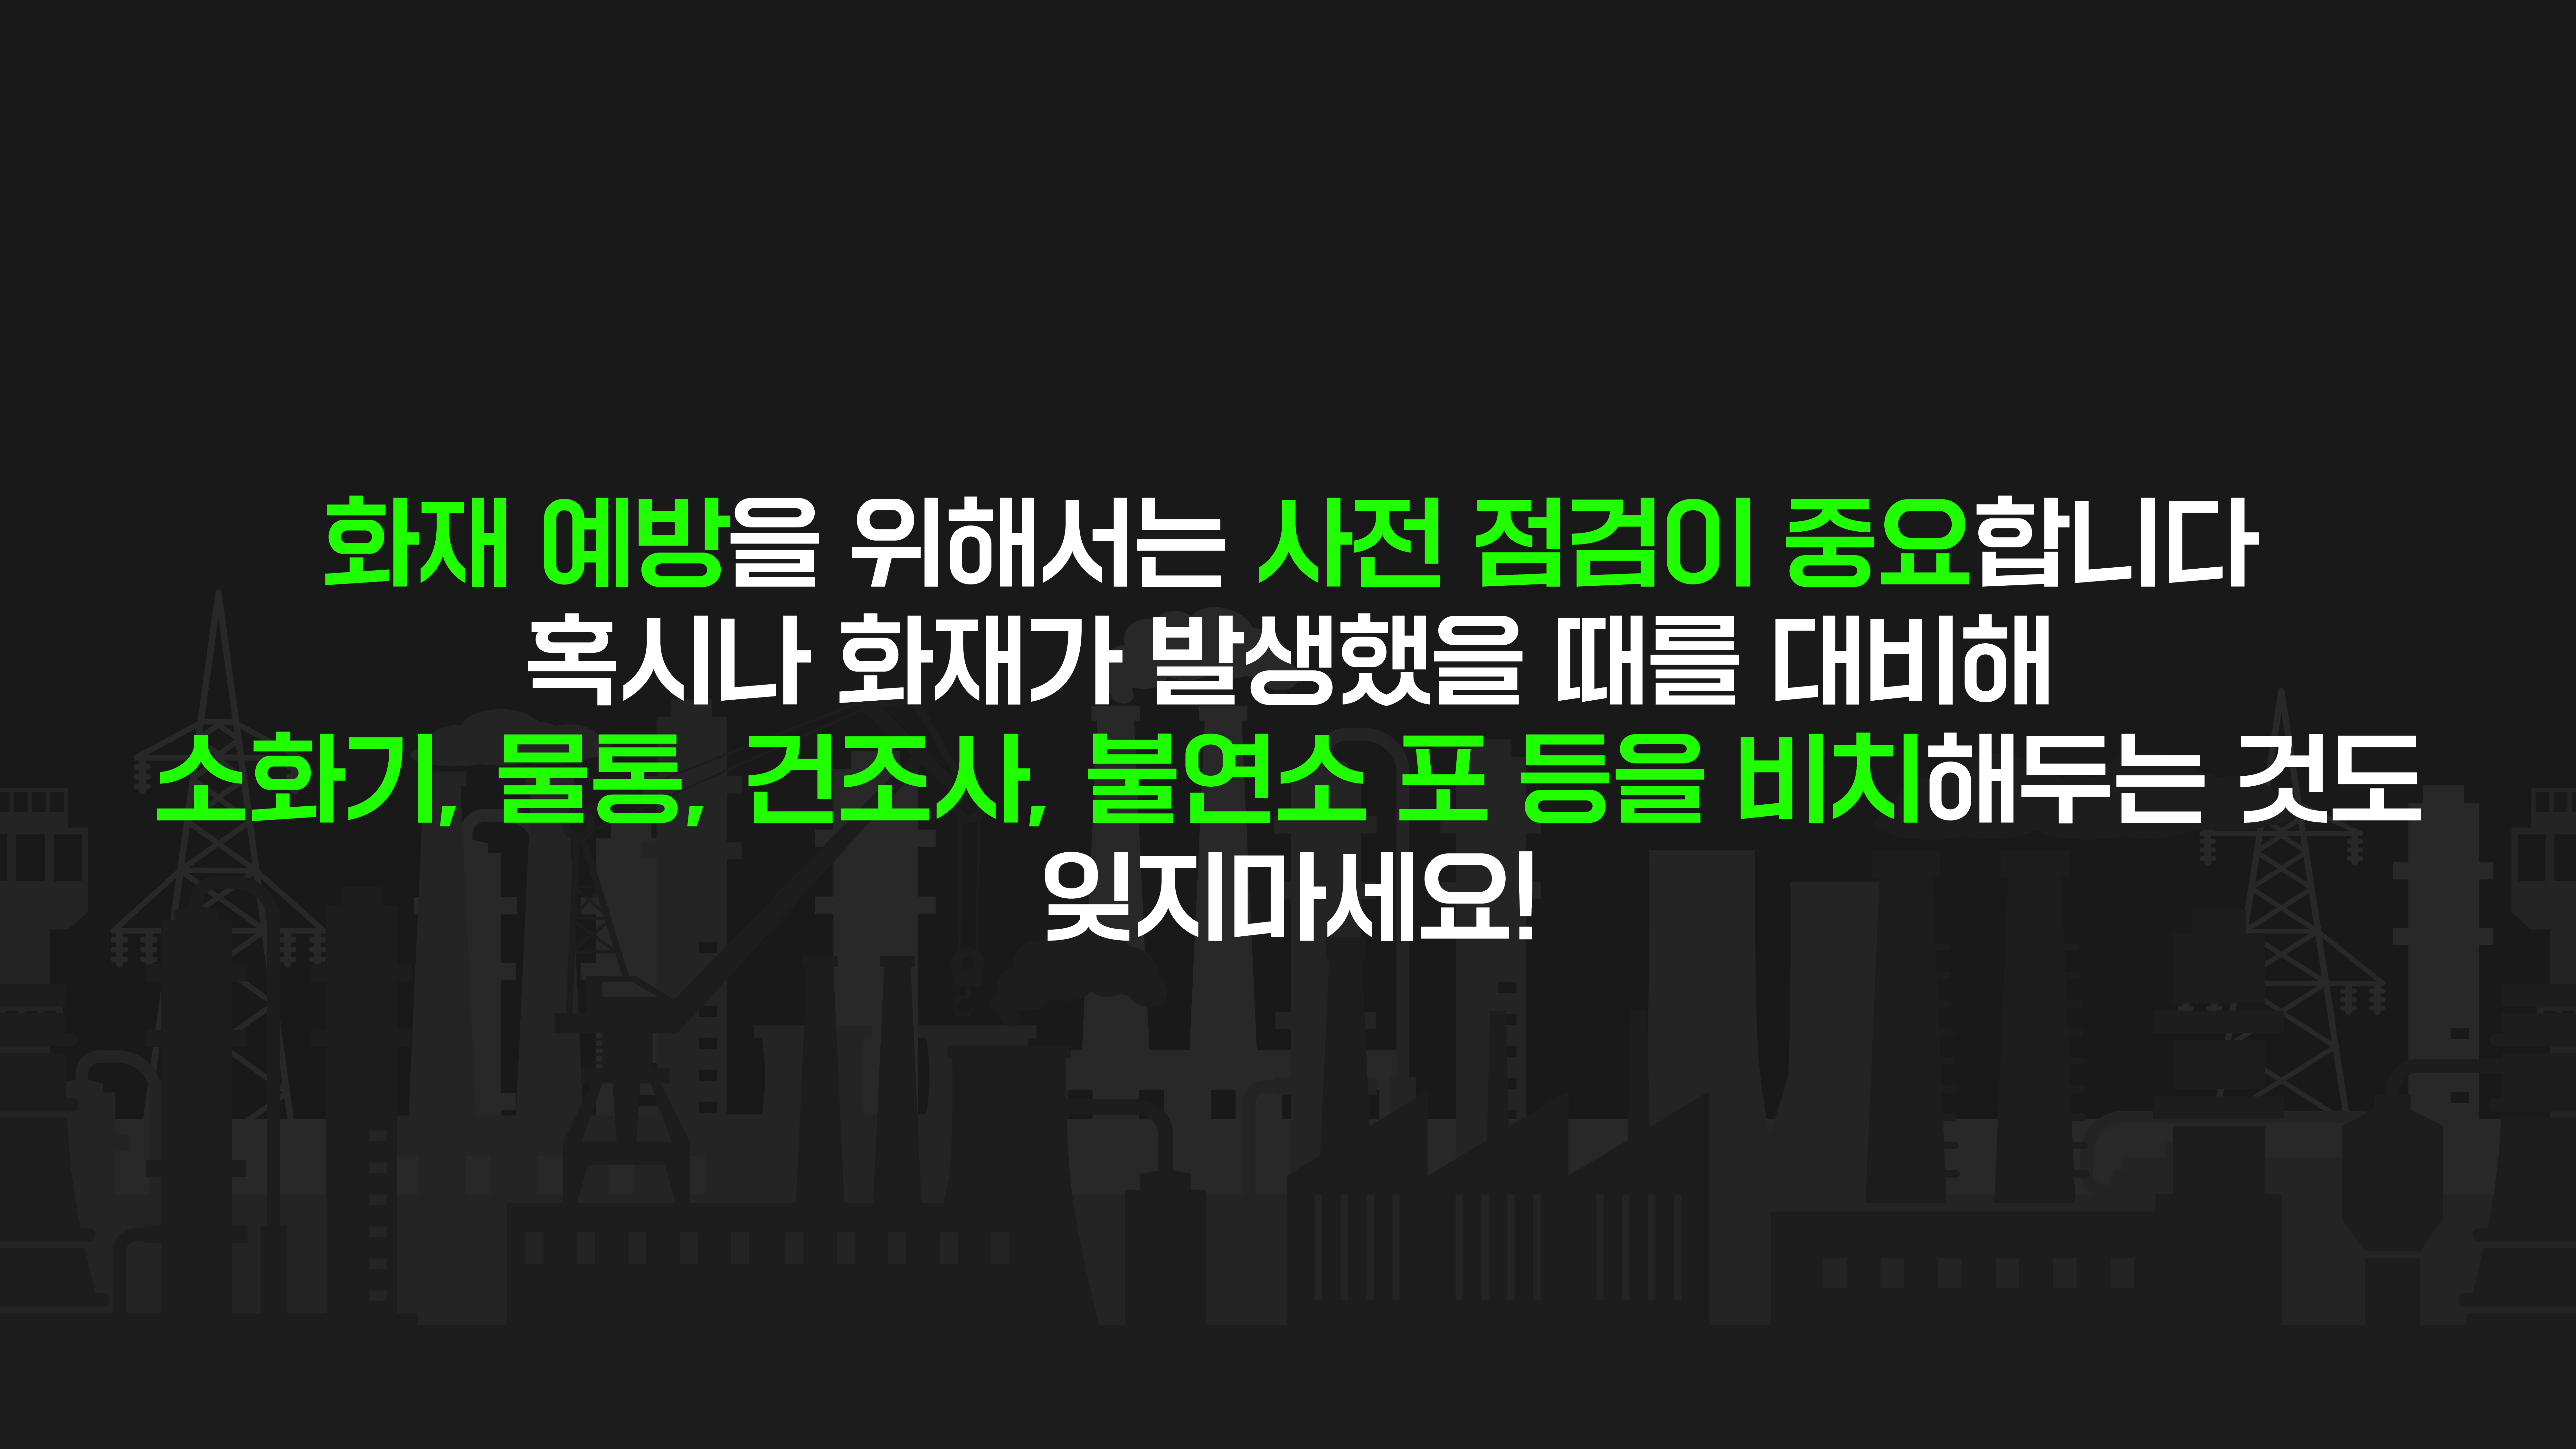 화재 예방을 위해서는 사전 점검이 중요합니다
혹시나 화재가 발생했을 때를 대비해
소화기, 물통, 건조사, 불연소 포 등을 비치해두는 것도
잊지마세요!